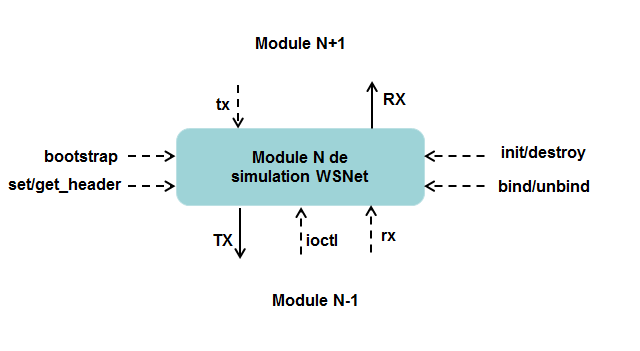 Module N+1
tx
RX
bootstrap
Module N de
simulation WSNet
init/destroy
set/get_header
bind/unbind
TX
ioctl
rx
Module N-1